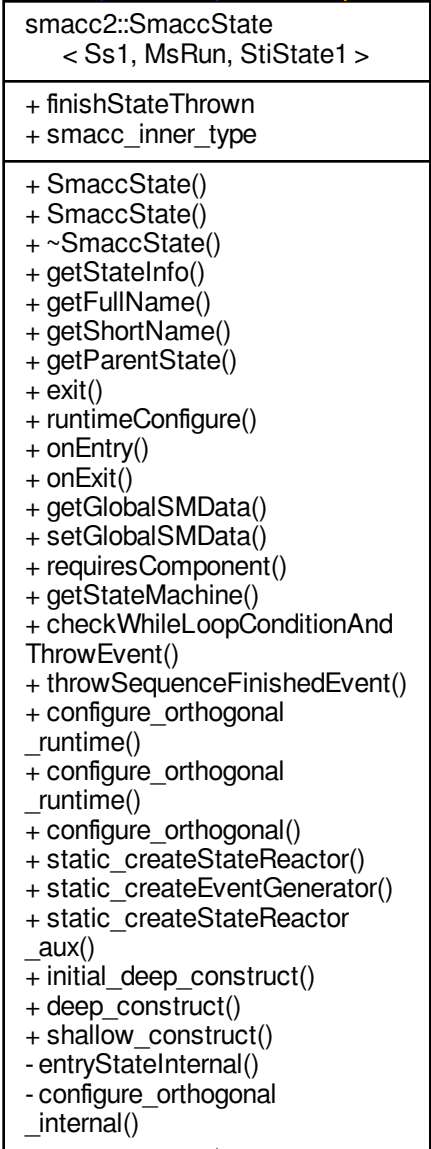 smacc2::SmaccState
< Ss1, MsRun, StiState1 >
+ finishStateThrown
+ smacc_inner_type
+ SmaccState()
+ SmaccState()
+ ~SmaccState()
+ getStateInfo()
+ getFullName()
+ getShortName()
+ getParentState()
+ exit()
+ runtimeConfigure()
+ onEntry()
+ onExit()
+ getGlobalSMData()
+ setGlobalSMData()
+ requiresComponent()
+ getStateMachine()
+ checkWhileLoopConditionAnd
ThrowEvent()
+ throwSequenceFinishedEvent()
+ configure_orthogonal
_runtime()
+ configure_orthogonal
_runtime()
+ configure_orthogonal()
+ static_createStateReactor()
+ static_createEventGenerator()
+ static_createStateReactor
_aux()
+ initial_deep_construct()
+ deep_construct()
+ shallow_construct()
- entryStateInternal()
- configure_orthogonal
_internal()